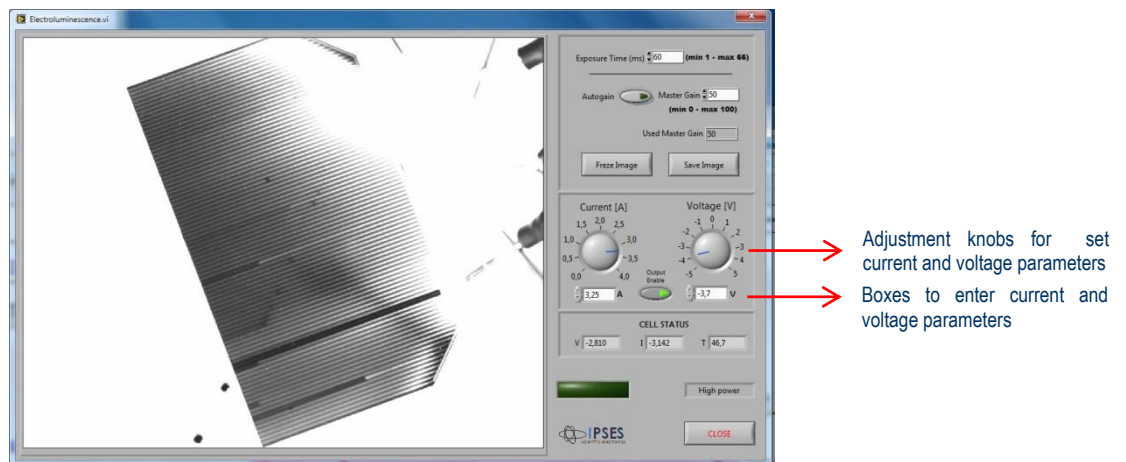 Electroluminescence.vi
Exposure Time (ms) 60 (min 1 - max 66)
Autogain Master Gain 50
(min 0 - max 100)
Used Master Gain 50
Freze Image Save Image
Current [A]
0,0 0,5 1,0 1,5 2,0 2,5 3,0 3,5 4,0
3,25 A
Output
Enable
Voltage [V]
-5 -4 -3 -2 -1 0 1 2 3 4 5
-3,7 V
CELL STATUS
V -2,810 I -3,142 T 46,7
High power
IPSES
scientific electronics
CLOSE
Adjustment knobs for set
current and voltage parameters
Boxes to enter current and
voltage parameters